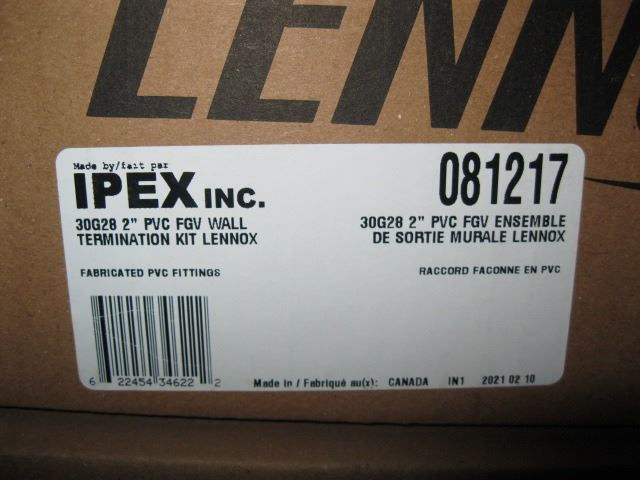 LENN
Made by/fait par
IPEX INC.
081217
30G28 2" PVC FGV WALL
TERMINATION KIT LENNOX
30G28 2" PVC FGV ENSEMBLE
DE SORTIE MURALE LENNOX
FABRICATED PVC FITTINGS
RACCORD FACONNE EN PVC
6 22454 34622 2
Made in / Fabriqué au(x): CANADA IN1 2021 02 10